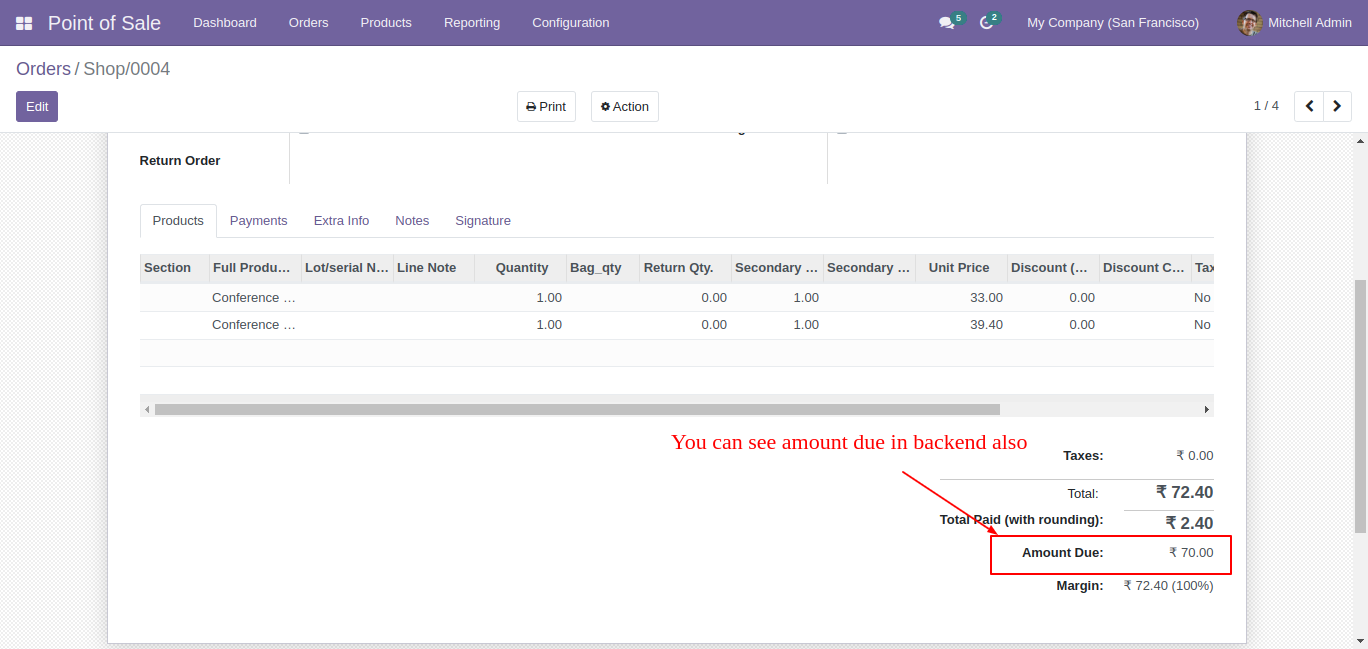 Point of Sale Dashboard Orders Products Reporting Configuration 5 2 My Company (San Francisco) Mitchell Admin
Orders / Shop/0004
Edit Print Action 1 / 4
Return Order
Products Payments Extra Info Notes Signature
Section Full Produ… Lot/serial N… Line Note Quantity Bag_qty Return Qty. Secondary … Secondary … Unit Price Discount (… Discount C… Tax
Conference … 1.00 0.00 1.00 33.00 0.00 No
Conference … 1.00 0.00 1.00 39.40 0.00 No
You can see amount due in backend also
Taxes: ₹ 0.00
Total: ₹ 72.40
Total Paid (with rounding): ₹ 2.40
Amount Due: ₹ 70.00
Margin: ₹ 72.40 (100%)